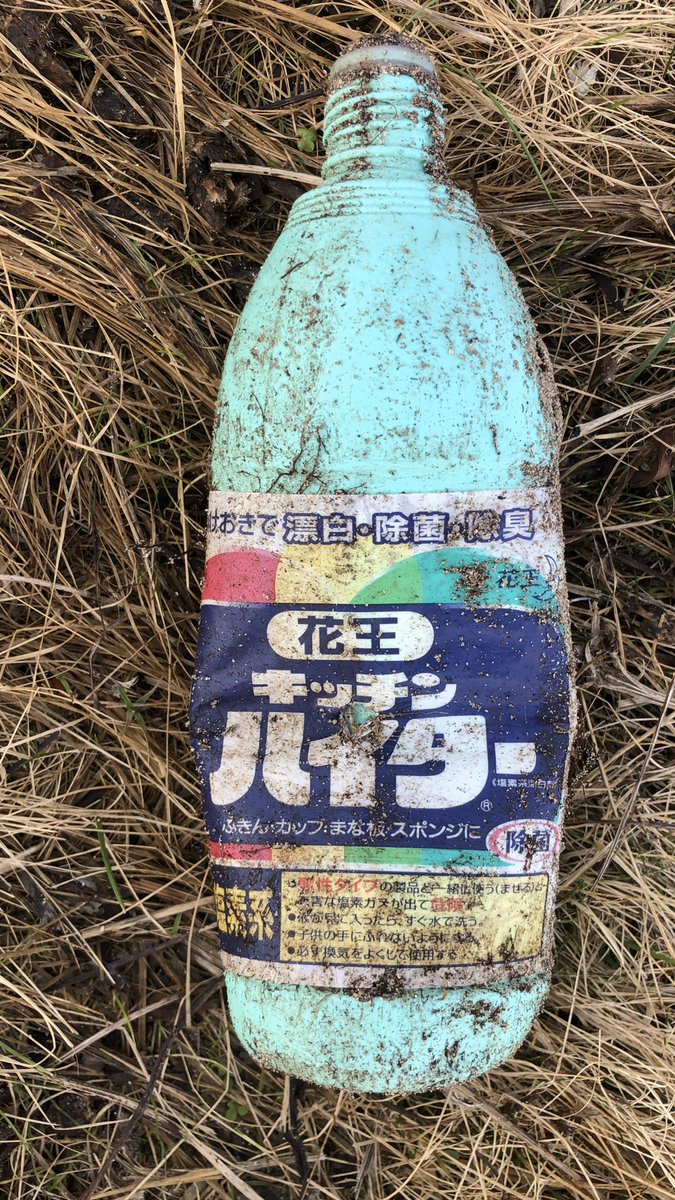 けおきで 漂白・除菌・除臭
花王
花王
キッチン
ハイター
《塩素系漂白剤
®
ふきん・カップ・まな板・スポンジに
除菌
酸性タイプの製品と一緒に使う(まぜる)と
有害な塩素ガスが出て危険。
●液が目に入ったら、すぐ水で洗う。
●子供の手にふれないようにする。
●必ず換気をよくして使用する。